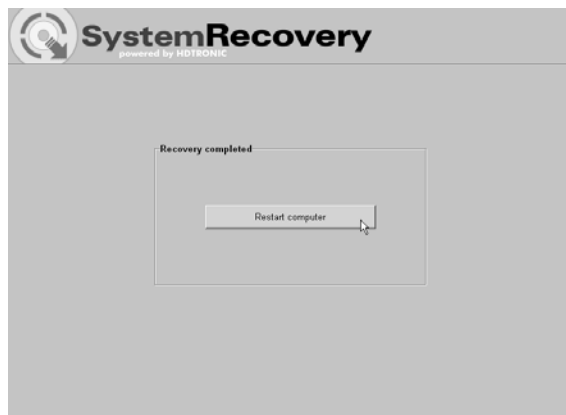 SystemRecovery
powered by HDTRONIC
Recovery completed
Restart computer